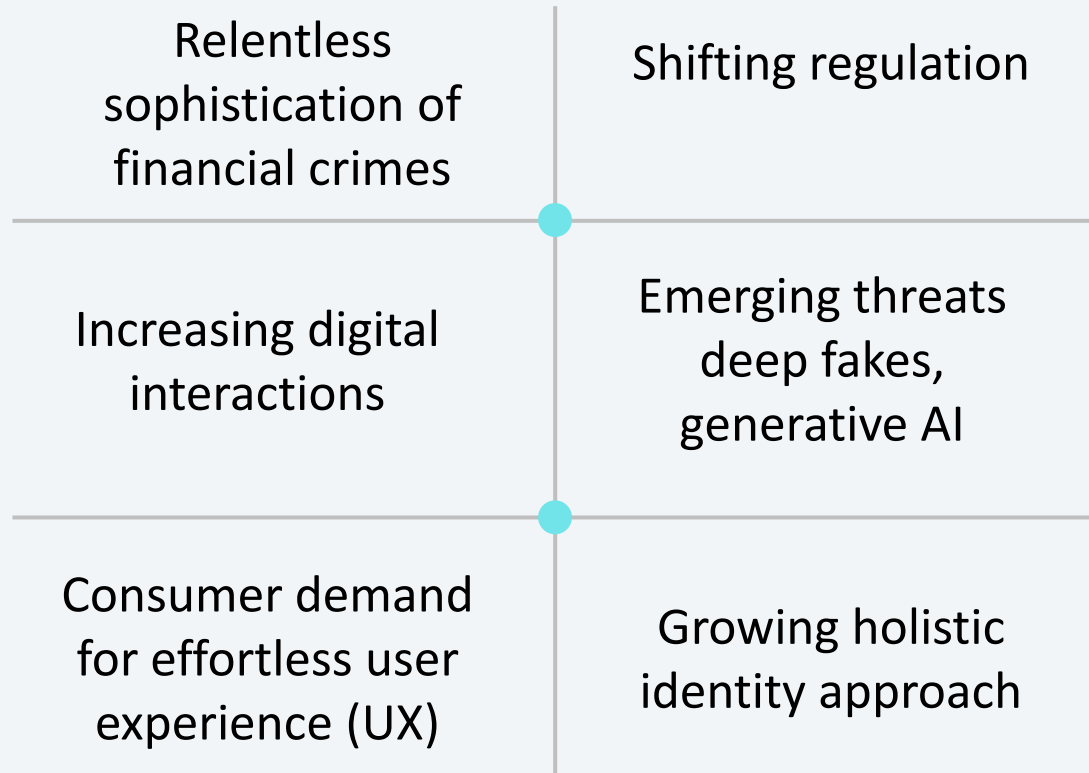 Relentless
sophistication of
financial crimes
Shifting regulation
Increasing digital
interactions
Emerging threats
deep fakes,
generative AI
Consumer demand
for effortless user
experience (UX)
Growing holistic
identity approach